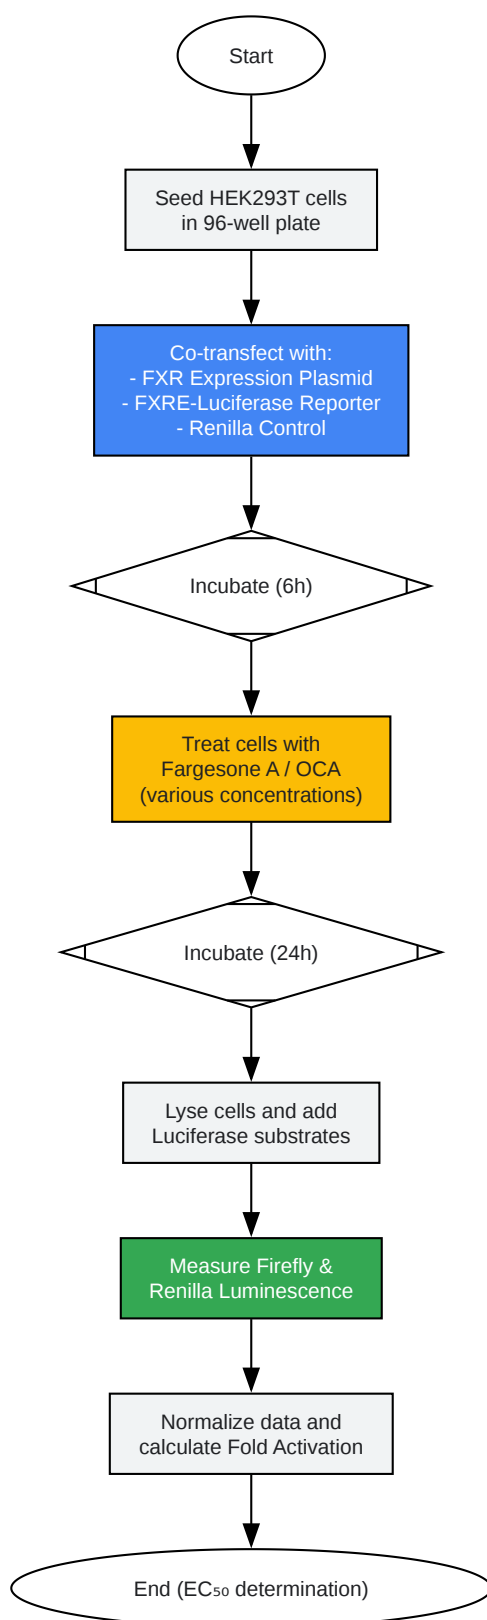 Start
Seed HEK293T cells
in 96-well plate
Co-transfect with:
- FXR Expression Plasmid
- FXRE-Luciferase Reporter
- Renilla Control
Incubate (6h)
Treat cells with
Fargesone A / OCA
(various concentrations)
Incubate (24h)
Lyse cells and add
Luciferase substrates
Measure Firefly &
Renilla Luminescence
Normalize data and
calculate Fold Activation
End (EC₅₀ determination)